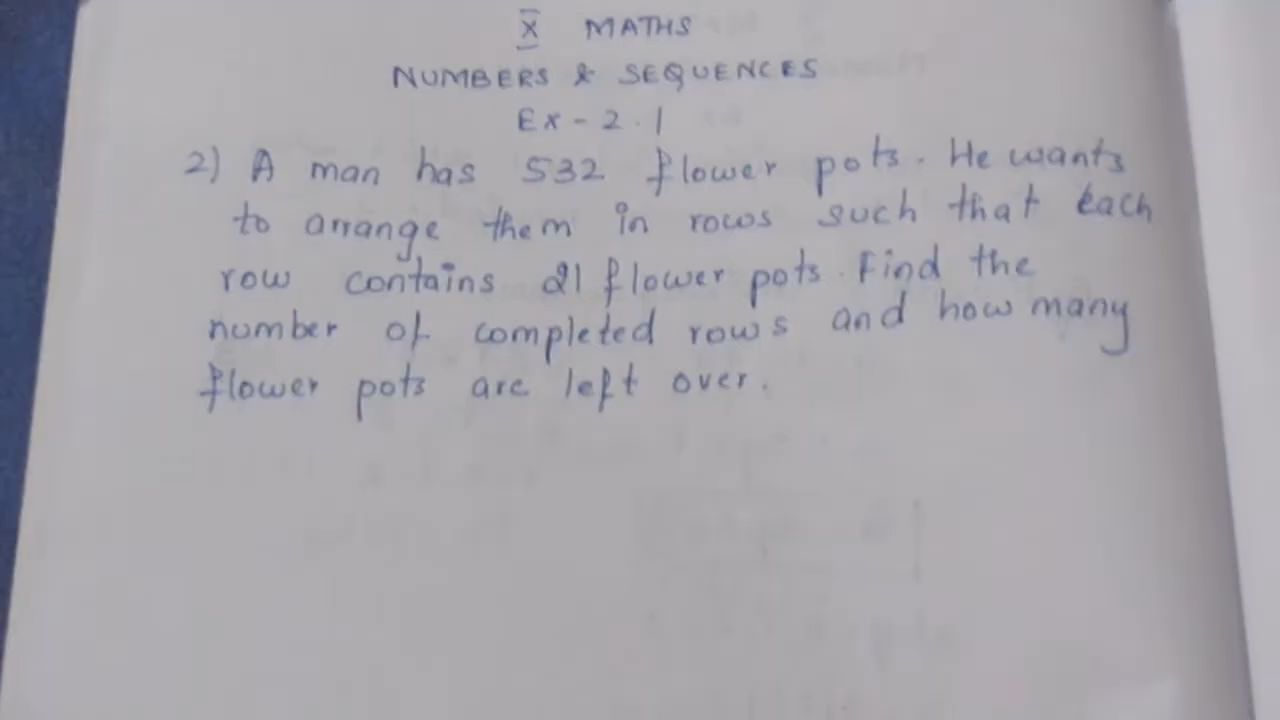 X MATHS
NUMBERS & SEQUENCES
Ex - 2.1
2) A man has 532 flower pots. He wants
to arrange them in rows such that each
row contains 21 flower pots. Find the
number of completed rows and how many
flower pots are left over.